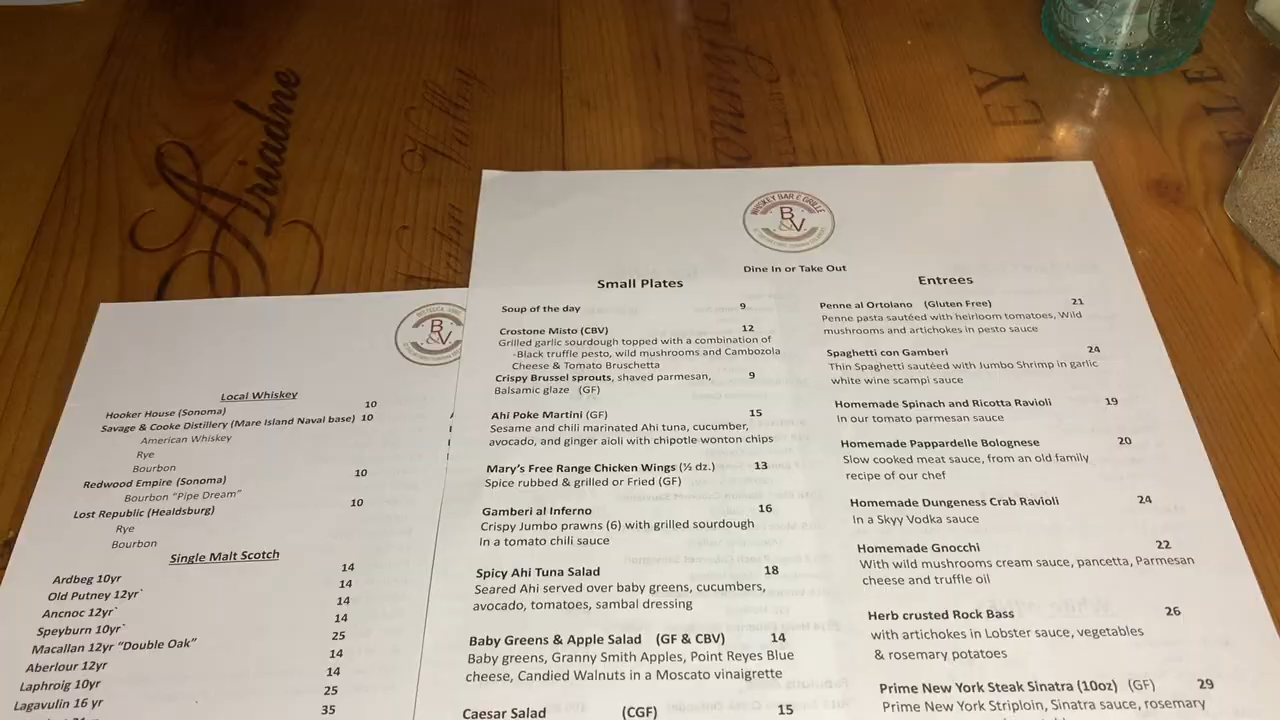 Ariadne
Valley
EY
ELE
WHISKEY BAR & GRILLE
B
&V.
Dine In or Take Out
Small Plates
Soup of the day 9
Crostone Misto (CBV) 12
Grilled garlic sourdough topped with a combination of
-Black truffle pesto, wild mushrooms and Cambozola
Cheese & Tomato Bruschetta
Crispy Brussel sprouts, shaved parmesan, 9
Balsamic glaze (GF)
Ahi Poke Martini (GF) 15
Sesame and chili marinated Ahi tuna, cucumber,
avocado, and ginger aioli with chipotle wonton chips
Mary's Free Range Chicken Wings (½ dz.) 13
Spice rubbed & grilled or Fried (GF)
Gamberi al Inferno 16
Crispy Jumbo prawns (6) with grilled sourdough
In a tomato chili sauce
Spicy Ahi Tuna Salad 18
Seared Ahi served over baby greens, cucumbers,
avocado, tomatoes, sambal dressing
Baby Greens & Apple Salad (GF & CBV) 14
Baby greens, Granny Smith Apples, Point Reyes Blue
cheese, Candied Walnuts in a Moscato vinaigrette
Caesar Salad (CGF) 15
Entrees
Penne al Ortolano (Gluten Free) 21
Penne pasta sautéed with heirloom tomatoes, Wild
mushrooms and artichokes in pesto sauce
Spaghetti con Gamberi 24
Thin Spaghetti sautéed with Jumbo Shrimp in garlic
white wine scampi sauce
Homemade Spinach and Ricotta Ravioli 19
In our tomato parmesan sauce
Homemade Pappardelle Bolognese 20
Slow cooked meat sauce, from an old family
recipe of our chef
Homemade Dungeness Crab Ravioli 24
In a Skyy Vodka sauce
Homemade Gnocchi 22
With wild mushrooms cream sauce, pancetta, Parmesan
cheese and truffle oil
Herb crusted Rock Bass 26
with artichokes in Lobster sauce, vegetables
& rosemary potatoes
Prime New York Steak Sinatra (10oz) (GF) 29
Prime New York Striploin, Sinatra sauce, rosemary
B
&V.
Local Whiskey
Hooker House (Sonoma) 10
Savage & Cooke Distillery (Mare Island Naval base) 10
American Whiskey
Rye
Bourbon
Redwood Empire (Sonoma) 10
Bourbon "Pipe Dream"
Lost Republic (Healdsburg) 10
Rye
Bourbon
Single Malt Scotch
Ardbeg 10yr 14
Old Putney 12yr` 14
Ancnoc 12yr` 14
Speyburn 10yr` 14
Macallan 12yr "Double Oak" 25
Aberlour 12yr 14
Laphroig 10yr 14
Lagavulin 16 yr 25
35